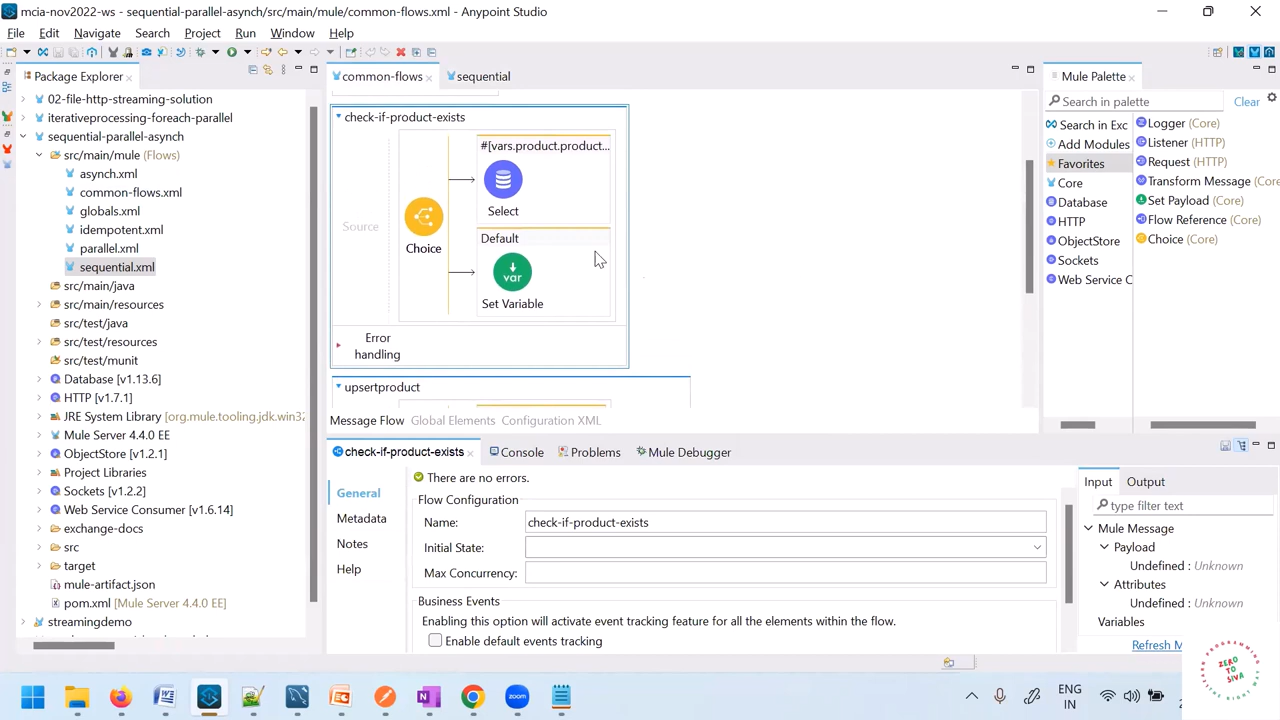 mcia-nov2022-ws - sequential-parallel-asynch/src/main/mule/common-flows.xml - Anypoint Studio
File Edit Navigate Search Project Run Window Help
Package Explorer
02-file-http-streaming-solution
iterativeprocessing-foreach-parallel
sequential-parallel-asynch
src/main/mule (Flows)
asynch.xml
common-flows.xml
globals.xml
idempotent.xml
parallel.xml
sequential.xml
src/main/java
src/main/resources
src/test/java
src/test/resources
src/test/munit
Database [v1.13.6]
HTTP [v1.7.1]
JRE System Library [org.mule.tooling.jdk.win32
Mule Server 4.4.0 EE
ObjectStore [v1.2.1]
Project Libraries
Sockets [v1.2.2]
Web Service Consumer [v1.6.14]
exchange-docs
src
target
mule-artifact.json
pom.xml [Mule Server 4.4.0 EE]
streamingdemo
common-flows
sequential
check-if-product-exists
Source
Choice
#[vars.product.product...
Select
Default
var
Set Variable
Error
handling
upsertproduct
Message Flow Global Elements Configuration XML
Mule Palette
Search in palette
Clear
Search in Exc
Add Modules
Favorites
Core
Database
HTTP
ObjectStore
Sockets
Web Service C
Logger (Core)
Listener (HTTP)
Request (HTTP)
Transform Message (Core
Set Payload (Core)
Flow Reference (Core)
Choice (Core)
check-if-product-exists
Console
Problems
Mule Debugger
General
Metadata
Notes
Help
There are no errors.
Flow Configuration
Name: check-if-product-exists
Initial State:
Max Concurrency:
Business Events
Enabling this option will activate event tracking feature for all the elements within the flow.
Enable default events tracking
Input Output
type filter text
Mule Message
Payload
Undefined : Unknown
Attributes
Undefined : Unknown
Variables
Refresh M
PROGRAMMING
ZERO
TO
SIVA
THE RIGHT WAY
zoom
ENG
IN